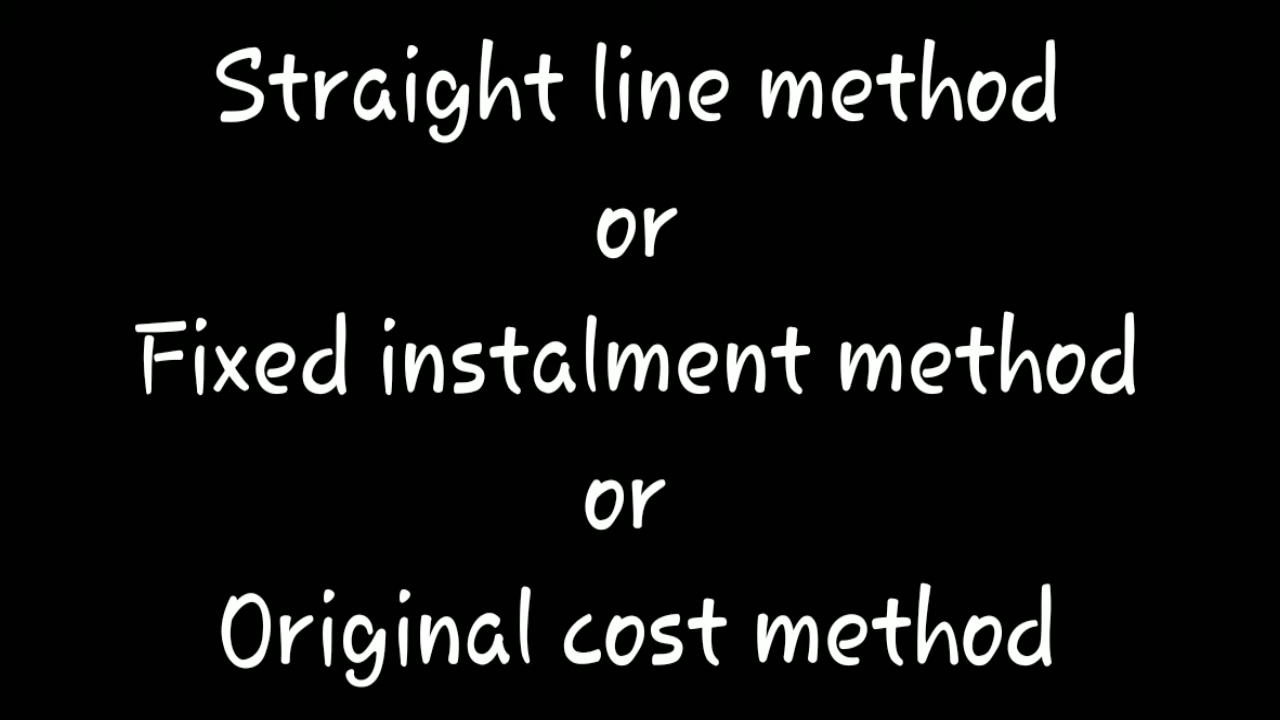 Straight line method
or
Fixed instalment method
or
Original cost method